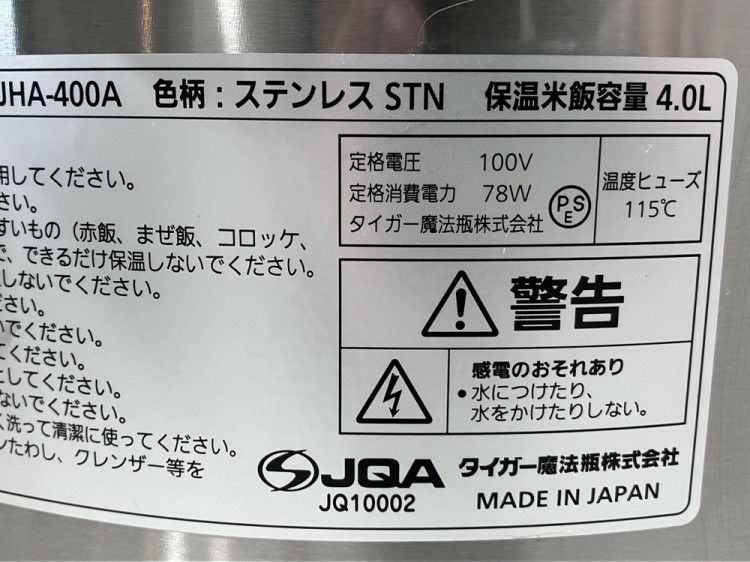 JHA-400A 色柄：ステンレス STN 保温米飯容量 4.0L
用してください。
さい。
すいもの（赤飯、まぜ飯、コロッケ、
で、できるだけ保温しないでください。
しないでください。
ださい。
いでください。
てください。
としてください。
ないでください。
く洗って清潔に使ってください。
ンたわし、クレンザー等を
定格電圧 100V
定格消費電力 78W
タイガー魔法瓶株式会社
PSE
温度ヒューズ
115℃
警告
感電のおそれあり
•水につけたり、
水をかけたりしない。
JQA
JQ10002
タイガー魔法瓶株式会社
MADE IN JAPAN